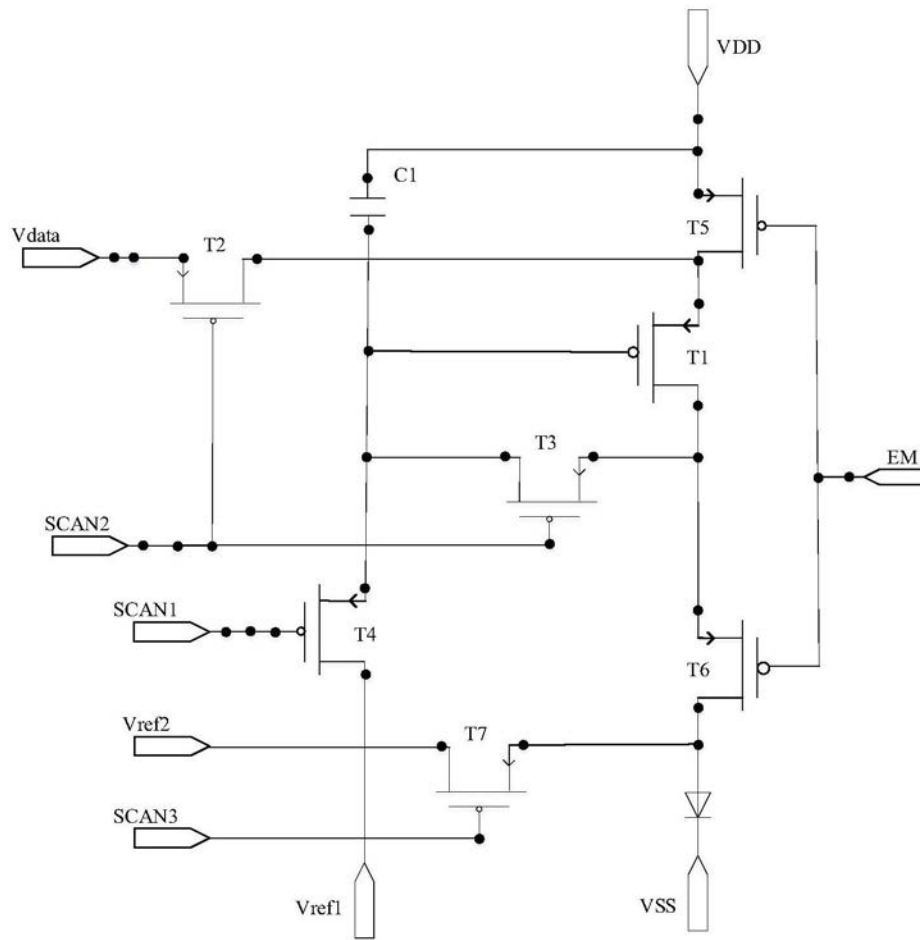 VDD
C1
Vdata
T2
T5
T1
T3
EM
SCAN2
SCAN1
T4
T6
Vref2
T7
SCAN3
Vref1
VSS